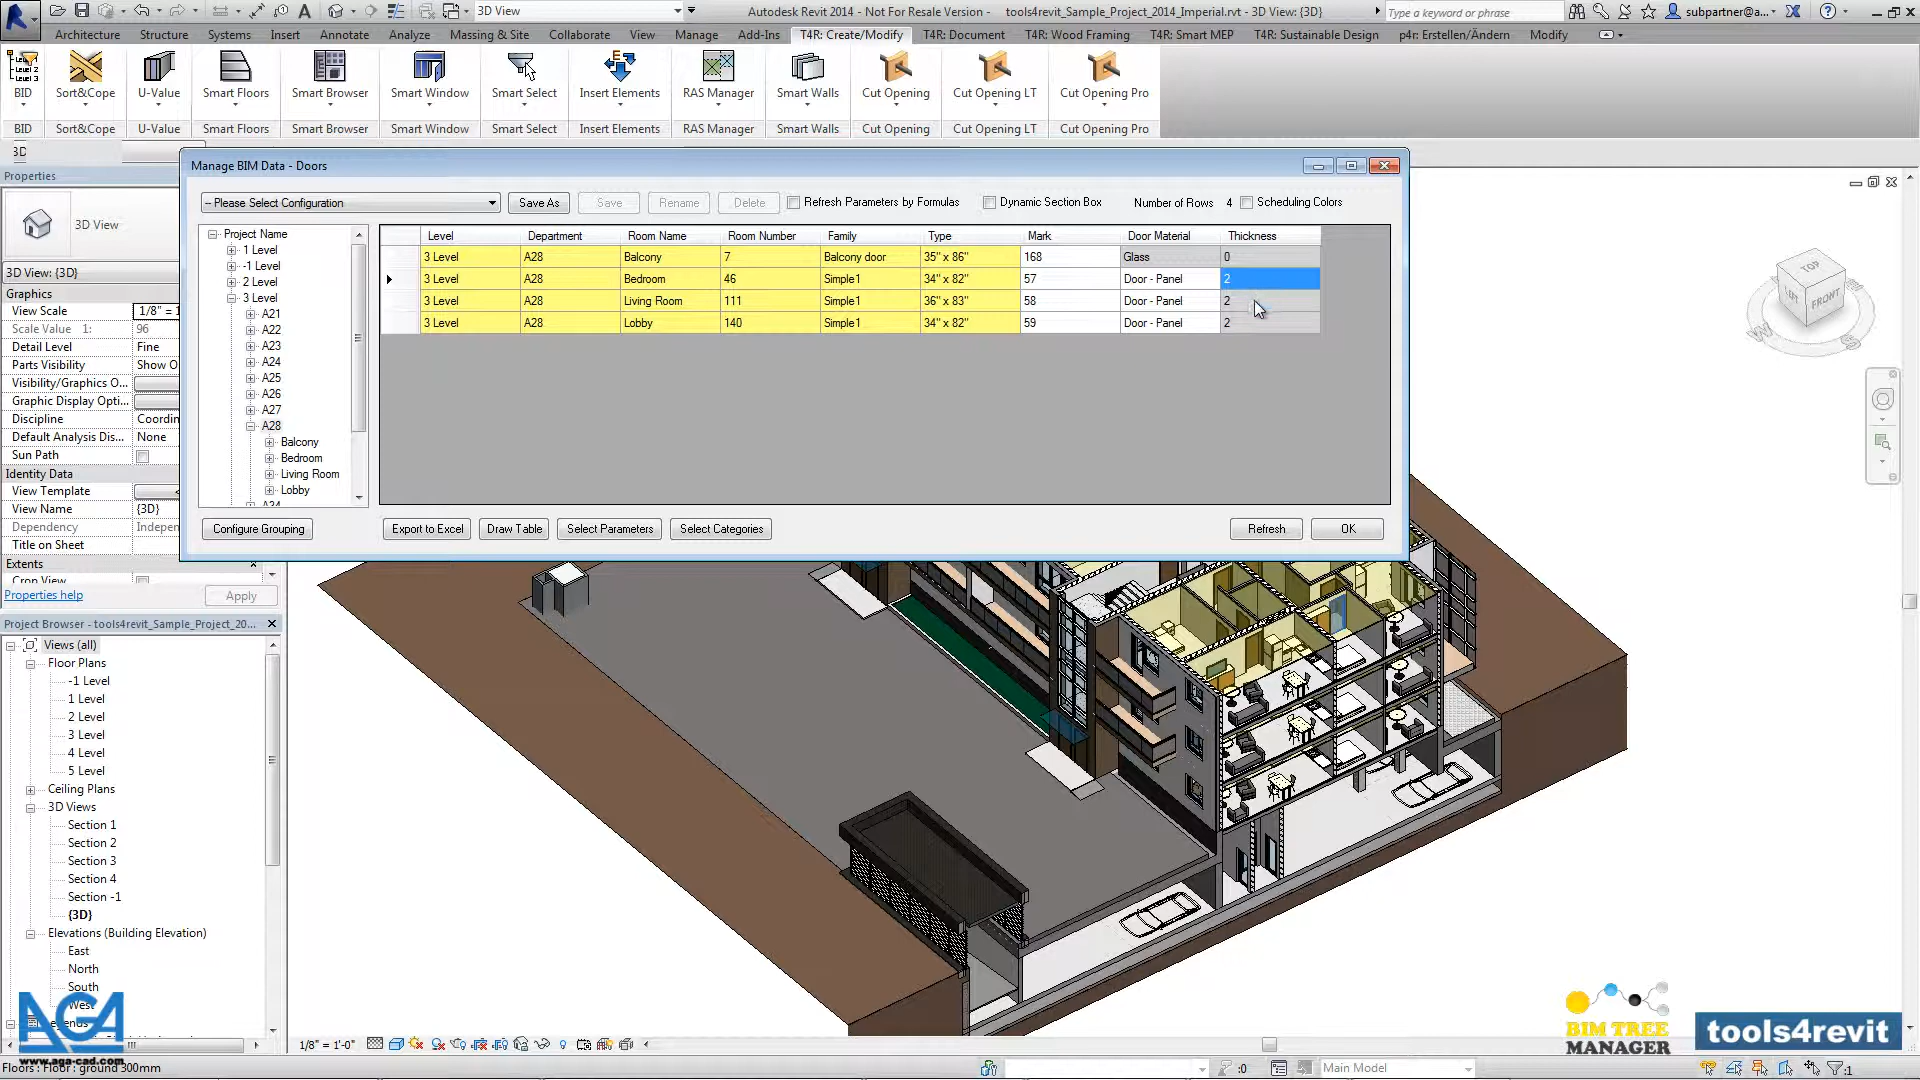 3D View
Autodesk Revit 2014 - Not For Resale Version - tools4revit_Sample_Project_2014_Imperial.rvt - 3D View: {3D}
Type a keyword or phrase
subpartner@a...
Architecture Structure Systems Insert Annotate Analyze Massing & Site Collaborate View Manage Add-Ins T4R: Create/Modify T4R: Document T4R: Wood Framing T4R: Smart MEP T4R: Sustainable Design p4r: Erstellen/Ändern Modify
BID Sort&Cope U-Value Smart Floors Smart Browser Smart Window Smart Select Insert Elements RAS Manager Smart Walls Cut Opening Cut Opening LT Cut Opening Pro
BID Sort&Cope U-Value Smart Floors Smart Browser Smart Window Smart Select Insert Elements RAS Manager Smart Walls Cut Opening Cut Opening LT Cut Opening Pro
3D
Properties
3D View
3D View: {3D}
Graphics
View Scale 1/8" = 1
Scale Value 1: 96
Detail Level Fine
Parts Visibility Show O
Visibility/Graphics O...
Graphic Display Opti...
Discipline Coordin
Default Analysis Dis... None
Sun Path
Identity Data
View Template
View Name {3D}
Dependency Indepen
Title on Sheet
Extents
Crop View
Properties help Apply
Manage BIM Data - Doors
-- Please Select Configuration Save As Save Rename Delete Refresh Parameters by Formulas Dynamic Section Box Number of Rows 4 Scheduling Colors
Project Name
1 Level
-1 Level
2 Level
3 Level
A21
A22
A23
A24
A25
A26
A27
A28
Balcony
Bedroom
Living Room
Lobby
A34
Level Department Room Name Room Number Family Type Mark Door Material Thickness
3 Level A28 Balcony 7 Balcony door 35" x 86" 168 Glass 0
3 Level A28 Bedroom 46 Simple1 34" x 82" 57 Door - Panel 2
3 Level A28 Living Room 111 Simple1 36" x 83" 58 Door - Panel 2
3 Level A28 Lobby 140 Simple1 34" x 82" 59 Door - Panel 2
Configure Grouping Export to Excel Draw Table Select Parameters Select Categories Refresh OK
TOP
LEFT
FRONT
W
S
Project Browser - tools4revit_Sample_Project_20...
Views (all)
Floor Plans
-1 Level
1 Level
2 Level
3 Level
4 Level
5 Level
Ceiling Plans
3D Views
Section 1
Section 2
Section 3
Section 4
Section -1
{3D}
Elevations (Building Elevation)
East
North
South
West
Legends
AGA
www.aga-cad.com
1/8" = 1'-0"
BIM TREE
MANAGER
tools4revit
Floors : Floor : ground 300mm
:0
Main Model
:1